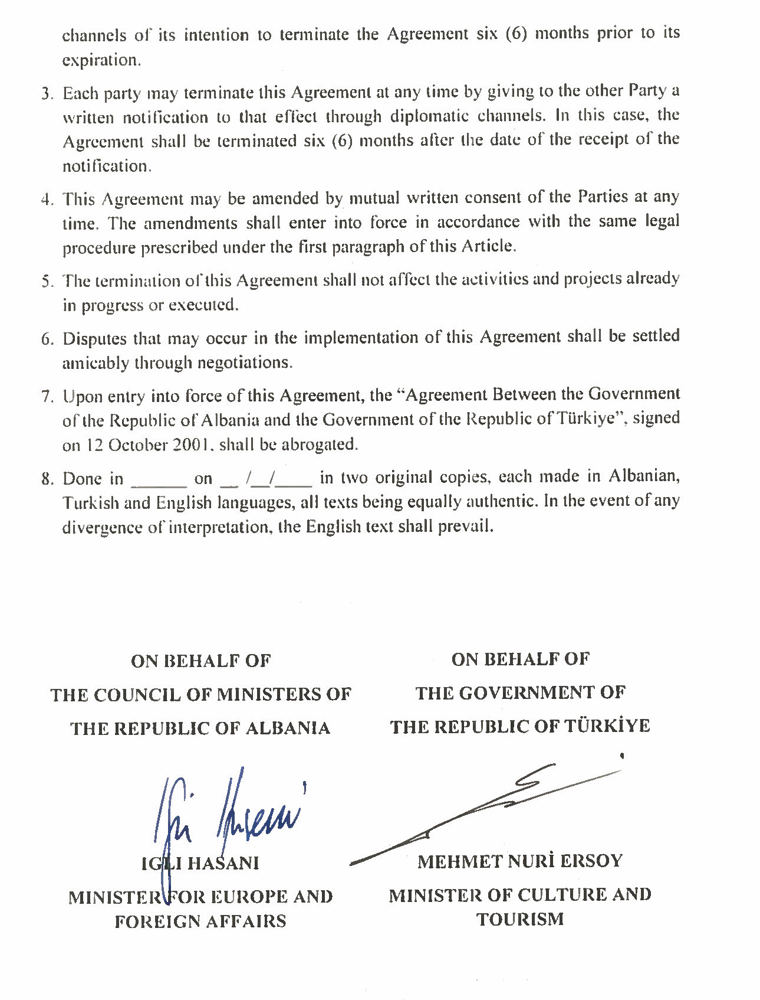 channels of its intention to terminate the Agreement six (6) months prior to its
expiration.
3. Each party may terminate this Agreement at any time by giving to the other Party a
written notification to that effect through diplomatic channels. In this case, the
Agreement shall be terminated six (6) months after the date of the receipt of the
notification.
4. This Agreement may be amended by mutual written consent of the Parties at any
time. The amendments shall enter into force in accordance with the same legal
procedure prescribed under the first paragraph of this Article.
5. The termination of this Agreement shall not affect the activities and projects already
in progress or executed.
6. Disputes that may occur in the implementation of this Agreement shall be settled
amicably through negotiations.
7. Upon entry into force of this Agreement, the “Agreement Between the Government
of the Republic of Albania and the Government of the Republic of Türkiye”, signed
on 12 October 2001, shall be abrogated.
8. Done in ______ on __ /__/____ in two original copies, each made in Albanian,
Turkish and English languages, all texts being equally authentic. In the event of any
divergence of interpretation, the English text shall prevail.
ON BEHALF OF
THE COUNCIL OF MINISTERS OF
THE REPUBLIC OF ALBANIA
Igli Hasani
IGLI HASANI
MINISTER FOR EUROPE AND
FOREIGN AFFAIRS
ON BEHALF OF
THE GOVERNMENT OF
THE REPUBLIC OF TÜRKİYE
MEHMET NURİ ERSOY
MINISTER OF CULTURE AND
TOURISM